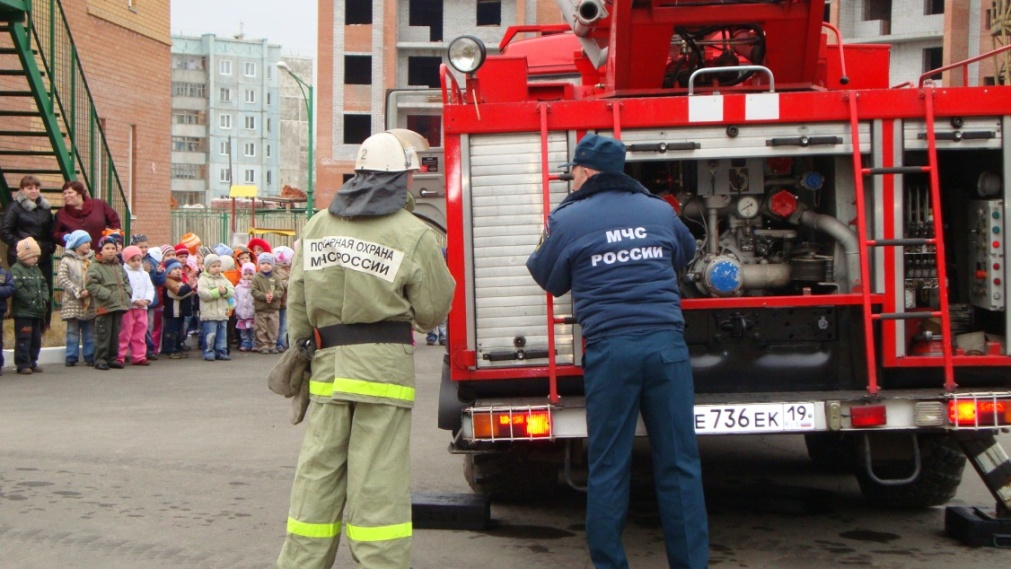 ПОЖАРНАЯ ОХРАНА
МЧС РОССИИ
МЧС
РОССИИ
Е 736 ЕК 19